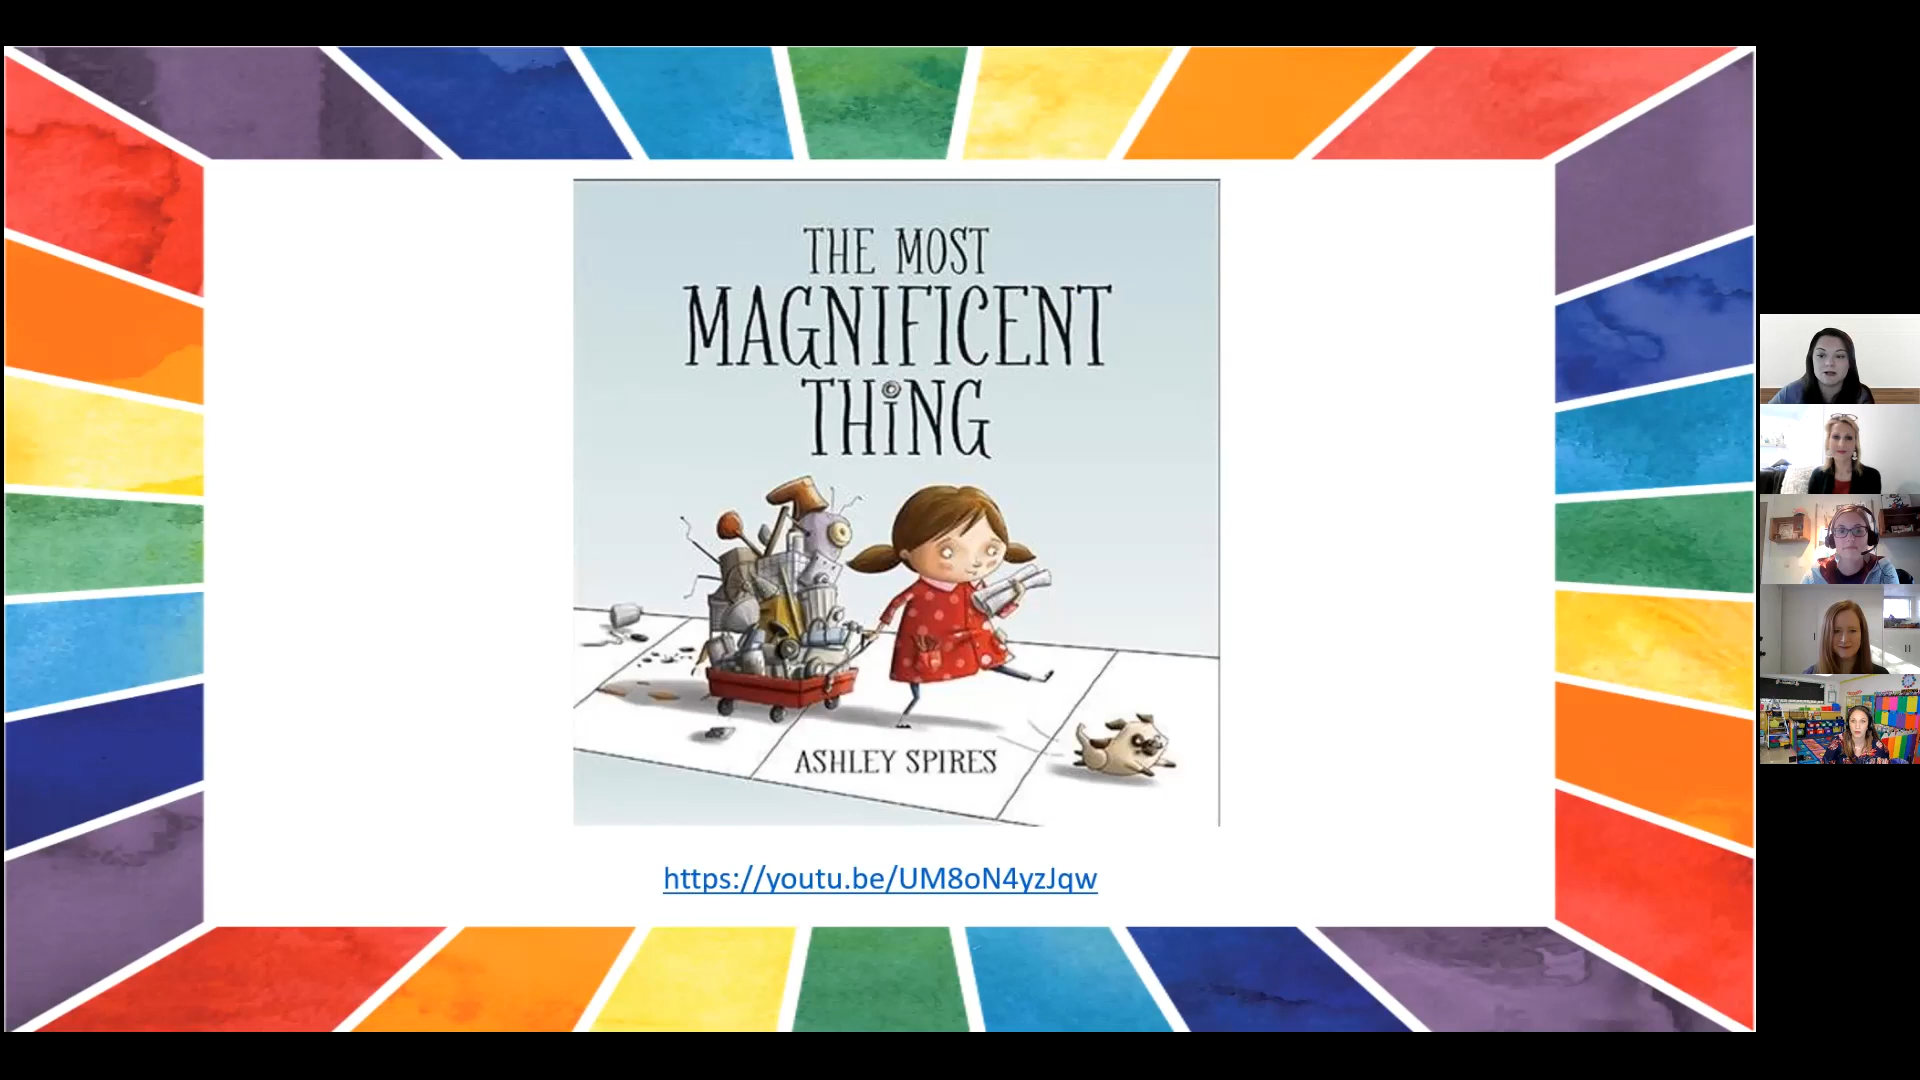 THE MOST
MAGNIFICENT
THING
ASHLEY SPIRES
https://youtu.be/UM8oN4yzJqw